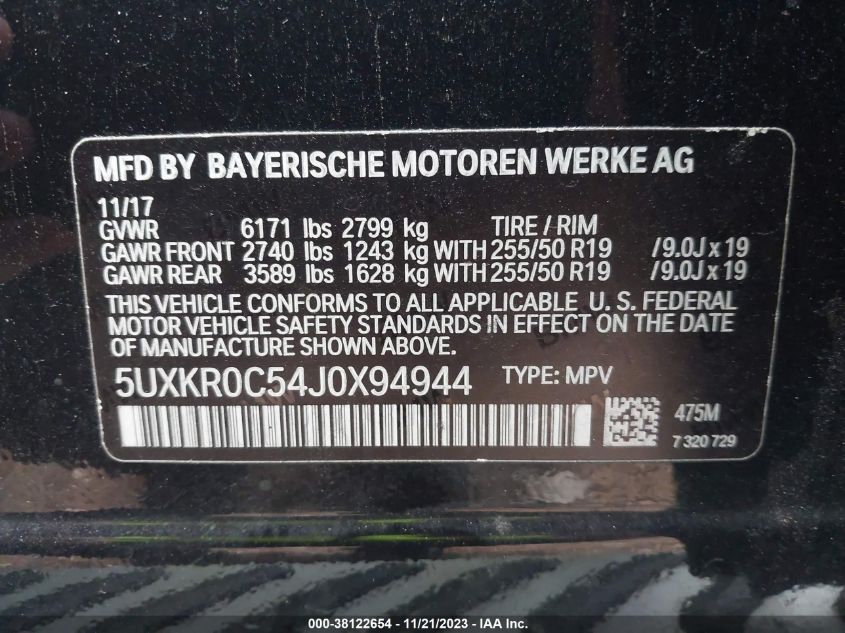 MFD BY BAYERISCHE MOTOREN WERKE AG
11/17
GVWR 6171 lbs 2799 kg TIRE / RIM
GAWR FRONT 2740 lbs 1243 kg WITH 255/50 R19 /9.0J x 19
GAWR REAR 3589 lbs 1628 kg WITH 255/50 R19 /9.0J x 19
THIS VEHICLE CONFORMS TO ALL APPLICABLE U. S. FEDERAL
MOTOR VEHICLE SAFETY STANDARDS IN EFFECT ON THE DATE
OF MANUFACTURE SHOWN ABOVE.
5UXKR0C54J0X94944 TYPE: MPV
475M
7 320 729
000-38122654 - 11/21/2023 - IAA Inc.